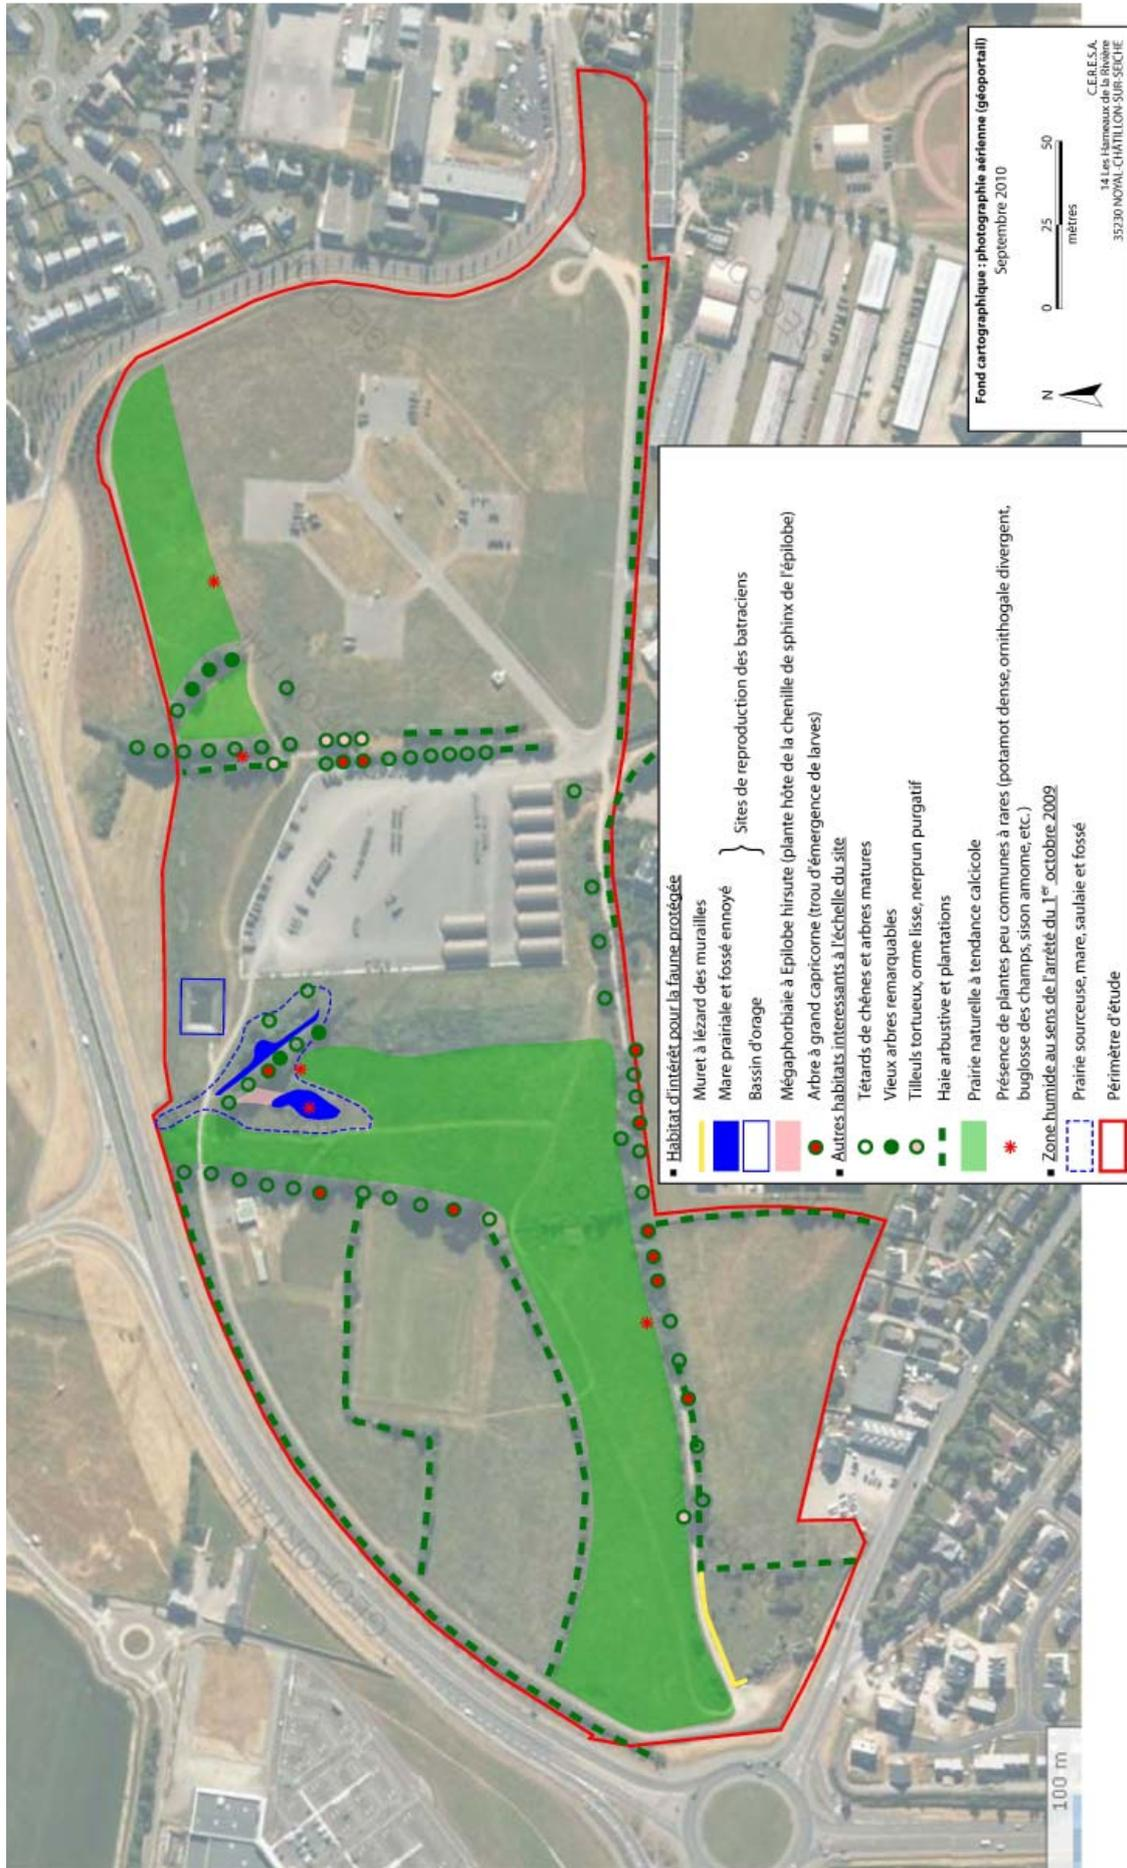 ■ Habitat d'intérêt pour la faune protégée
Muret à lézard des murailles
Mare prairiale et fossé ennoyé
Bassin d'orage
Sites de reproduction des batraciens
Mégaphorbiaie à Epilobe hirsute (plante hôte de la chenille de sphinx de l'épilobe)
Arbre à grand capricorne (trou d'émergence de larves)
■ Autres habitats interessants à l'échelle du site
Tétards de chênes et arbres matures
Vieux arbres remarquables
Tilleuls tortueux, orme lisse, nerprun purgatif
Haie arbustive et plantations
Prairie naturelle à tendance calcicole
Présence de plantes peu communes à rares (potamot dense, ornithogale divergent,
buglosse des champs, sison amome, etc.)
■ Zone humide au sens de l'arrêté du 1er octobre 2009
Prairie sourceuse, mare, saulaie et fossé
Périmètre d'étude
Fond cartographique : photographie aérienne (géoportail)
Septembre 2010
N
0 25 50
mètres
C.E.R.E.S.A.
14 Les Hameaux de la Rivière
35230 NOYAL-CHÂTILLON-SUR-SEICHE
100 m
GEOPORTAIL